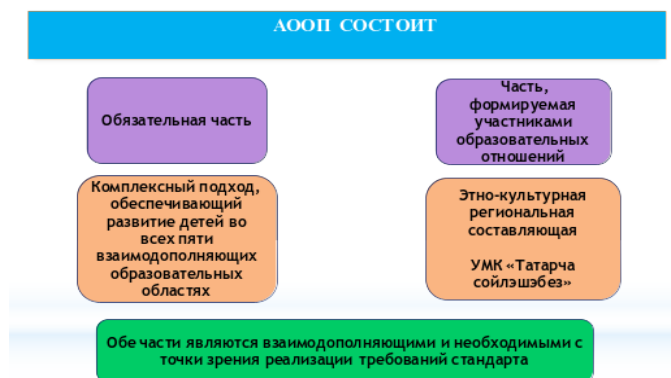 АООП СОСТОИТ
Обязательная часть
Часть,
формируемая
участниками
образовательных
отношений
Комплексный подход,
обеспечивающий
развитие детей во
всех пяти
взаимодополняющих
образовательных
областях
Этно-культурная
региональная
составляющая
УМК «Татарча
сойлэшэбез»
Обе части являются взаимодополняющими и необходимыми с
точки зрения реализации требований стандарта